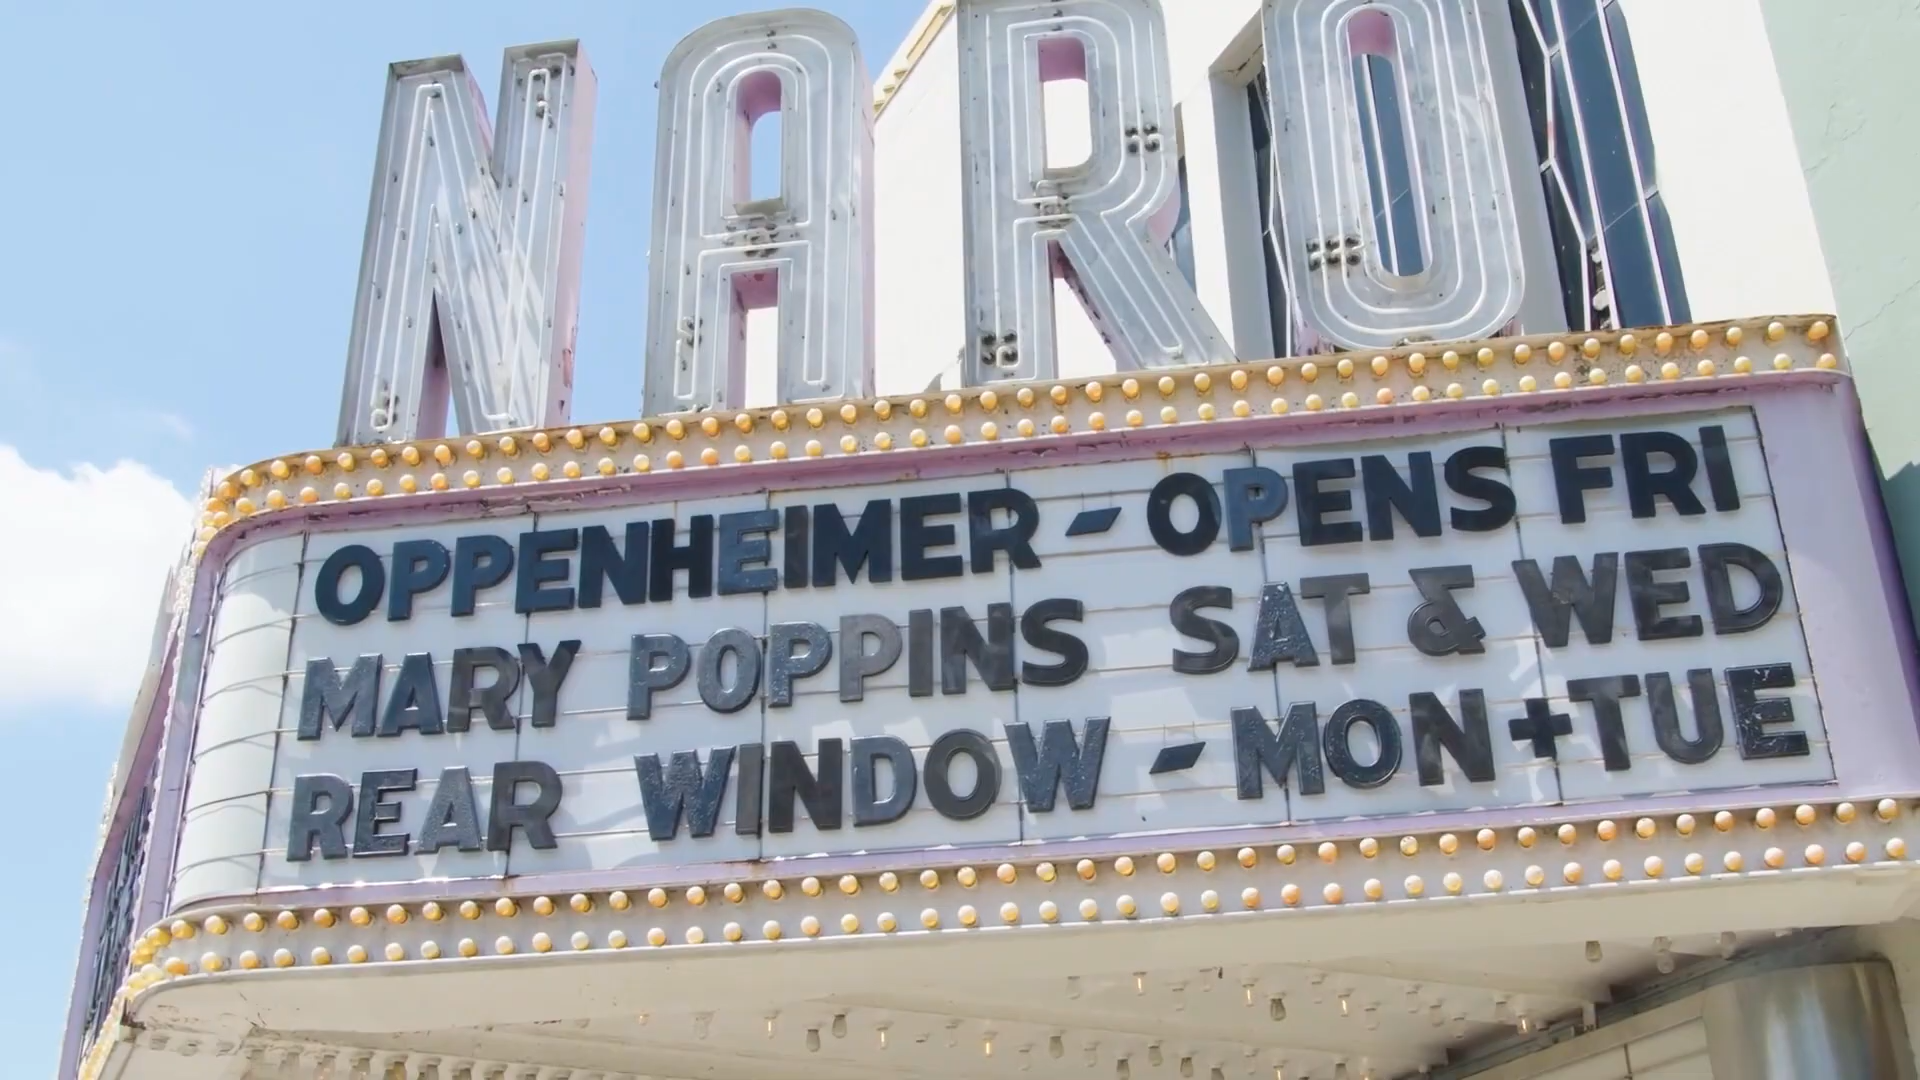 NARO
OPPENHEIMER - OPENS FRI
MARY POPPINS SAT & WED
REAR WINDOW - MON + TUE